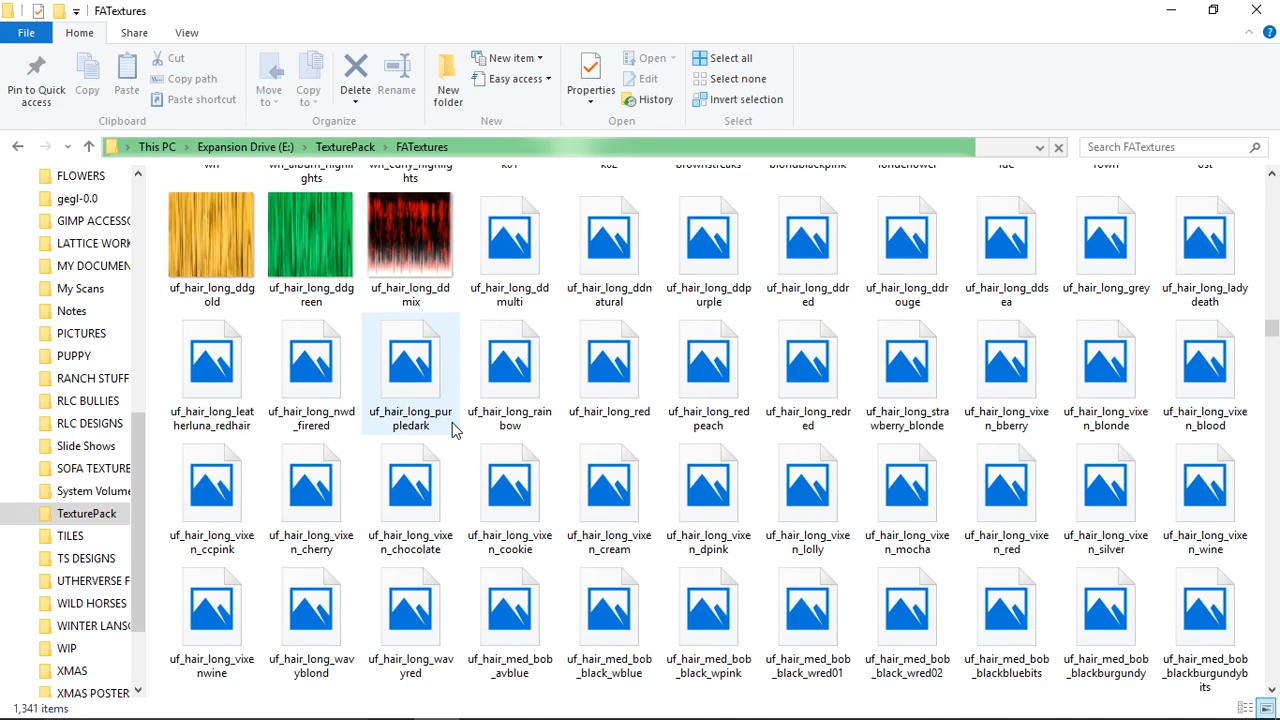 FATextures
File Home Share View
Pin to Quick access
Copy
Paste
Cut
Copy path
Paste shortcut
Clipboard
Move to
Copy to
Delete
Rename
Organize
New folder
New item
Easy access
New
Properties
Open
Edit
History
Open
Select all
Select none
Invert selection
Select
This PC Expansion Drive (E:) TexturePack FATextures
Search FATextures
FLOWERS
gegl-0.0
GIMP ACCESSO
LATTICE WORK
MY DOCUMEN
My Scans
Notes
PICTURES
PUPPY
RANCH STUFF
RLC BULLIES
RLC DESIGNS
Slide Shows
SOFA TEXTURE
System Volume
TexturePack
TILES
TS DESIGNS
UTHERVERSE F
WILD HORSES
WINTER LANSC
WIP
XMAS
XMAS POSTER
ights
hts
uf_hair_long_ddg
old
uf_hair_long_ddg
reen
uf_hair_long_dd
mix
uf_hair_long_dd
multi
uf_hair_long_ddn
atural
uf_hair_long_ddp
urple
uf_hair_long_ddr
ed
uf_hair_long_ddr
ouge
uf_hair_long_dds
ea
uf_hair_long_grey
uf_hair_long_lady
death
uf_hair_long_leat
herluna_redhair
uf_hair_long_nwd
_firered
uf_hair_long_pur
pledark
uf_hair_long_rain
bow
uf_hair_long_red
uf_hair_long_red
peach
uf_hair_long_redr
ed
uf_hair_long_stra
wberry_blonde
uf_hair_long_vixe
n_bberry
uf_hair_long_vixe
n_blonde
uf_hair_long_vixe
n_blood
uf_hair_long_vixe
n_ccpink
uf_hair_long_vixe
n_cherry
uf_hair_long_vixe
n_chocolate
uf_hair_long_vixe
n_cookie
uf_hair_long_vixe
n_cream
uf_hair_long_vixe
n_dpink
uf_hair_long_vixe
n_lolly
uf_hair_long_vixe
n_mocha
uf_hair_long_vixe
n_red
uf_hair_long_vixe
n_silver
uf_hair_long_vixe
n_wine
uf_hair_long_vixe
nwine
uf_hair_long_wav
yblond
uf_hair_long_wav
yred
uf_hair_med_bob
_avblue
uf_hair_med_bob
_black_wblue
uf_hair_med_bob
_black_wpink
uf_hair_med_bob
_black_wred01
uf_hair_med_bob
_black_wred02
uf_hair_med_bob
_blackbluebits
uf_hair_med_bob
_blackburgundy
uf_hair_med_bob
_blackburgundyb
its
1,341 items